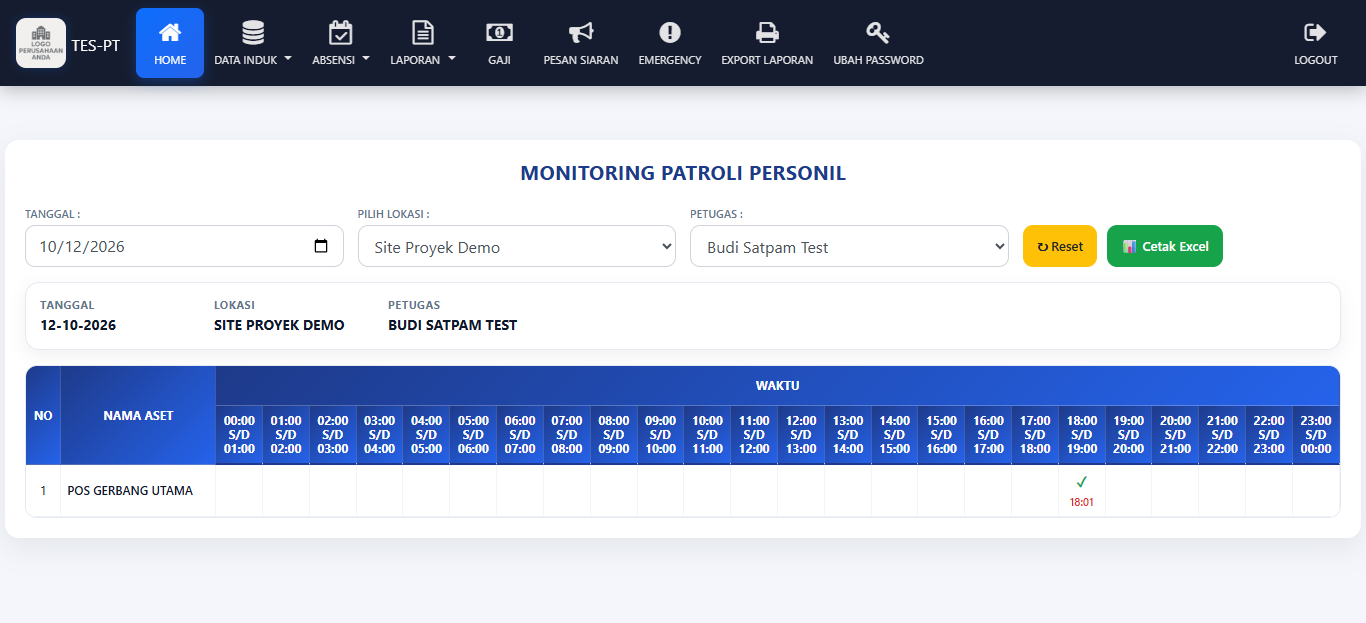 LOGO
PERUSAHAAN
ANDA
TES-PT
HOME
DATA INDUK
ABSENSI
LAPORAN
GAJI
PESAN SIARAN
EMERGENCY
EXPORT LAPORAN
UBAH PASSWORD
LOGOUT
MONITORING PATROLI PERSONIL
TANGGAL :
PILIH LOKASI :
PETUGAS :
10/12/2026
Site Proyek Demo
Budi Satpam Test
↻ Reset
Cetak Excel
TANGGAL
LOKASI
PETUGAS
12-10-2026
SITE PROYEK DEMO
BUDI SATPAM TEST
NO
NAMA ASET
WAKTU
00:00 S/D 01:00
01:00 S/D 02:00
02:00 S/D 03:00
03:00 S/D 04:00
04:00 S/D 05:00
05:00 S/D 06:00
06:00 S/D 07:00
07:00 S/D 08:00
08:00 S/D 09:00
09:00 S/D 10:00
10:00 S/D 11:00
11:00 S/D 12:00
12:00 S/D 13:00
13:00 S/D 14:00
14:00 S/D 15:00
15:00 S/D 16:00
16:00 S/D 17:00
17:00 S/D 18:00
18:00 S/D 19:00
19:00 S/D 20:00
20:00 S/D 21:00
21:00 S/D 22:00
22:00 S/D 23:00
23:00 S/D 00:00
1
POS GERBANG UTAMA
✓
18:01